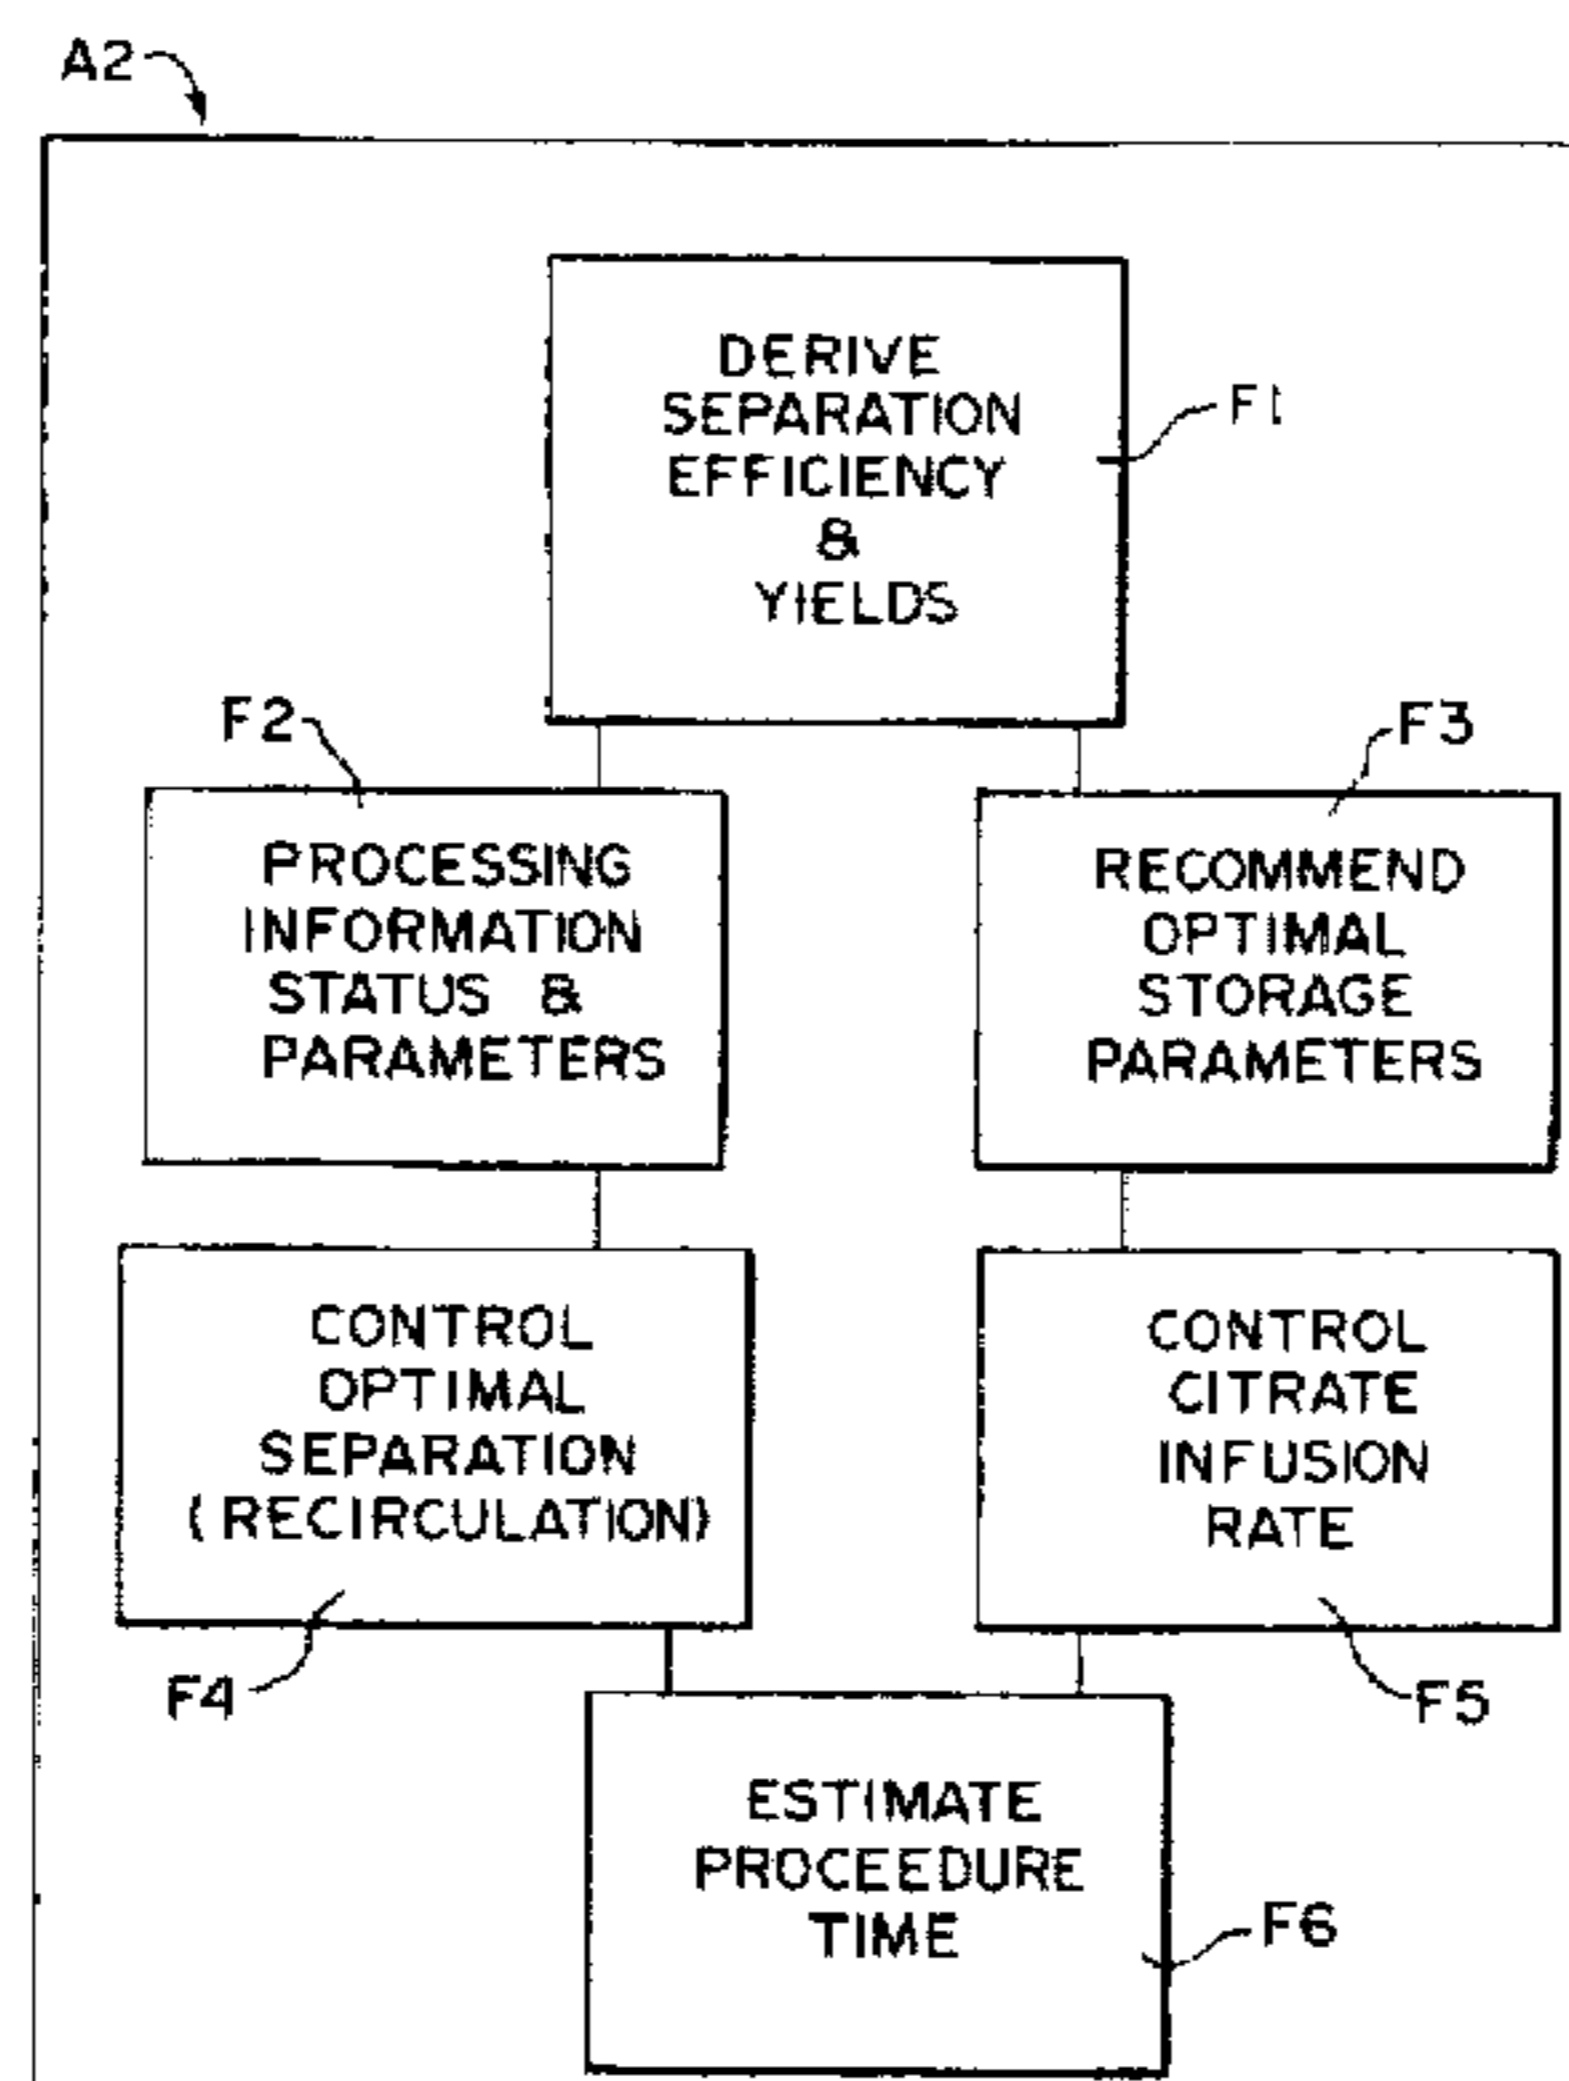 A2
DERIVE
SEPARATION
EFFICIENCY
&
YIELDS
F1
F2
F3
PROCESSING
INFORMATION
STATUS &
PARAMETERS
RECOMMEND
OPTIMAL
STORAGE
PARAMETERS
CONTROL
OPTIMAL
SEPARATION
(RECIRCULATION)
CONTROL
CITRATE
INFUSION
RATE
F4
F5
ESTIMATE
PROCEEDURE
TIME
F6